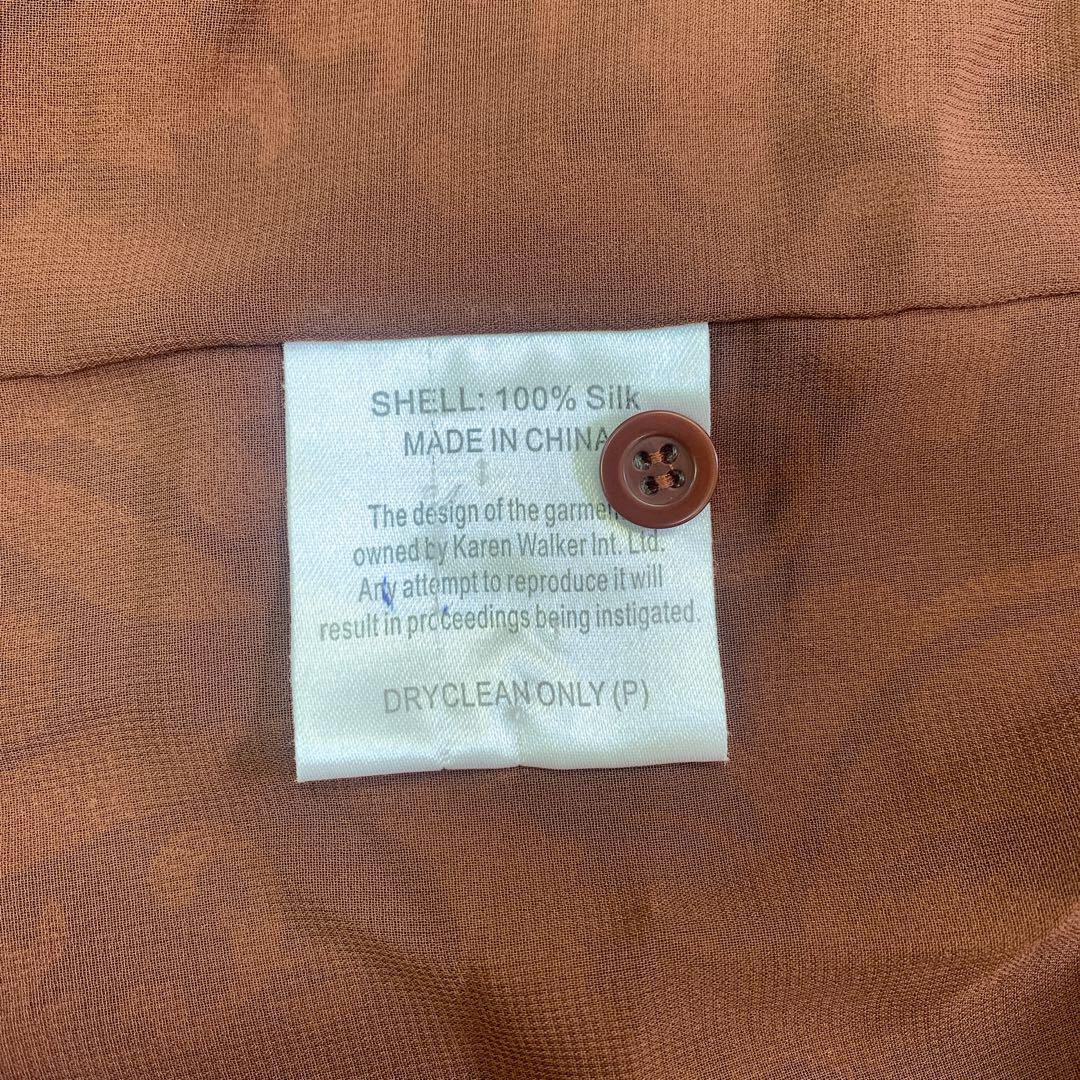 SHELL: 100% Silk
MADE IN CHINA
The design of the garment
owned by Karen Walker Int. Ltd.
Any attempt to reproduce it will
result in proceedings being instigated.
DRYCLEAN ONLY (P)